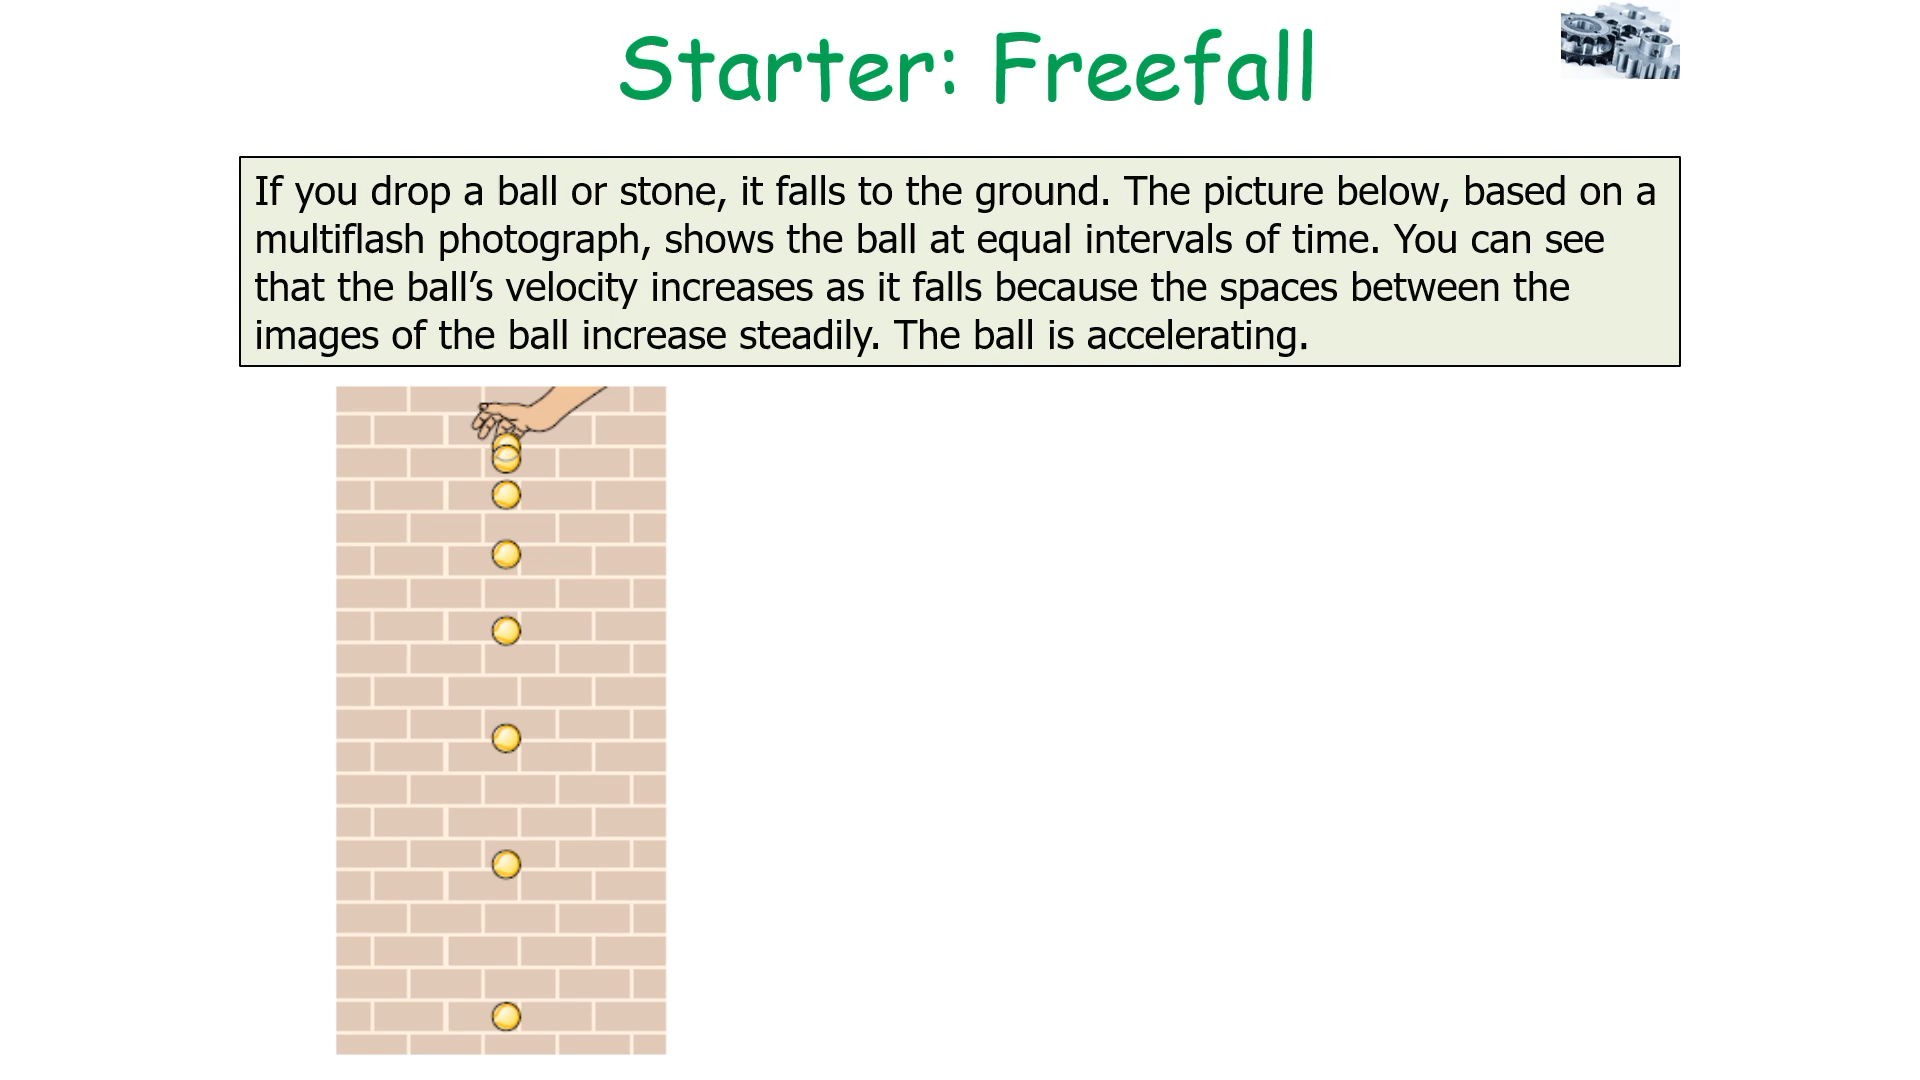 Starter: Freefall
If you drop a ball or stone, it falls to the ground. The picture below, based on a
multiflash photograph, shows the ball at equal intervals of time. You can see
that the ball’s velocity increases as it falls because the spaces between the
images of the ball increase steadily. The ball is accelerating.